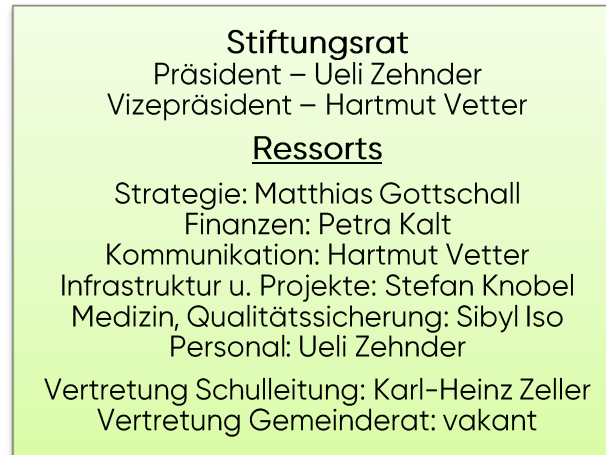 Stiftungsrat
Präsident – Ueli Zehnder
Vizepräsident – Hartmut Vetter
Ressorts
Strategie: Matthias Gottschall
Finanzen: Petra Kalt
Kommunikation: Hartmut Vetter
Infrastruktur u. Projekte: Stefan Knobel
Medizin, Qualitätssicherung: Sibyl Iso
Personal: Ueli Zehnder
Vertretung Schulleitung: Karl-Heinz Zeller
Vertretung Gemeinderat: vakant